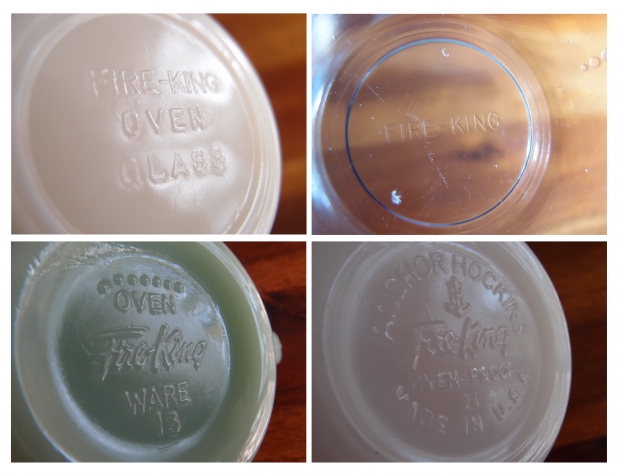 FIRE-KING
OVEN
GLASS
FIRE-KING
OVEN
Fire-King
WARE
13
ANCHOR HOCKING
Fire-King
OVEN-PROOF
21
MADE IN U.S.A.